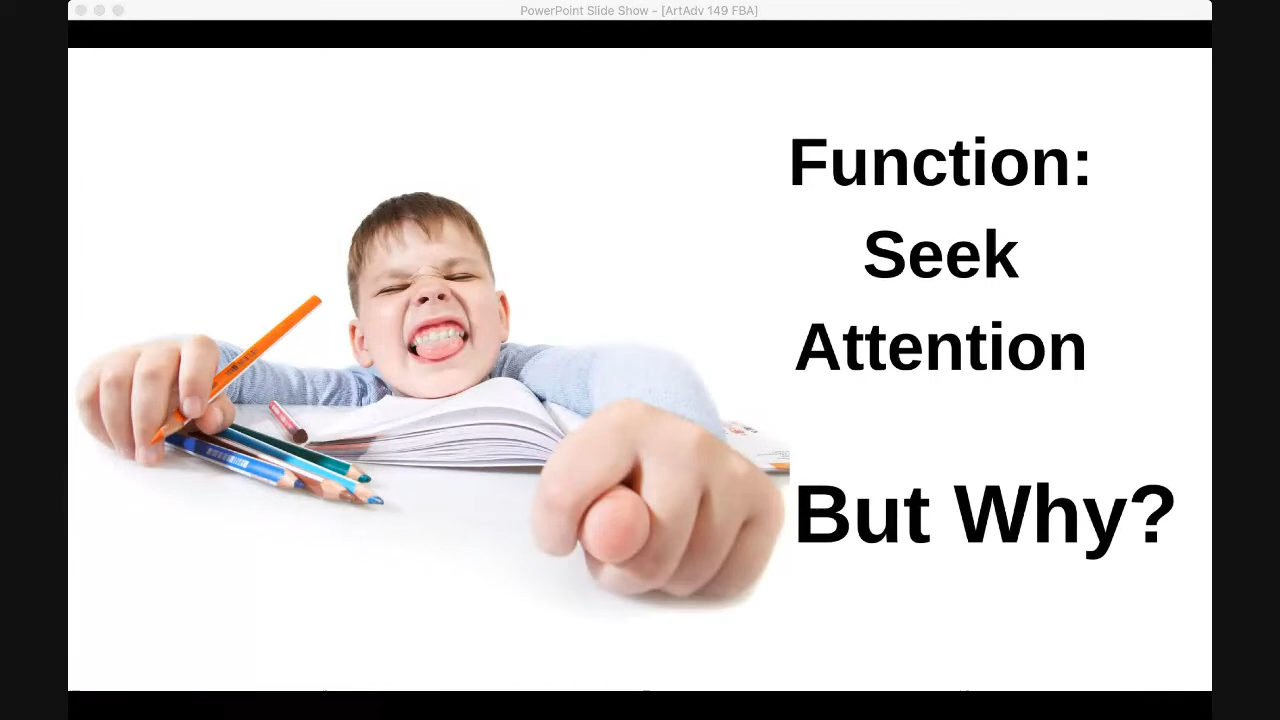 PowerPoint Slide Show - [ArtAdv 149 FBA]
Function:
Seek
Attention
But Why?